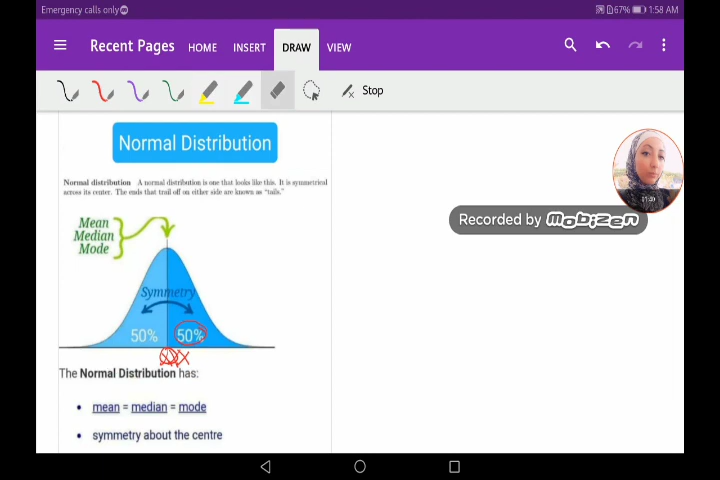 Emergency calls only
67% 1:58 AM
Recent Pages HOME INSERT DRAW VIEW
Stop
Normal Distribution
Normal distribution A normal distribution is one that looks like this. It is symmetrical
across its center. The ends that trail off on either side are known as "tails."
Mean
Median
Mode
Symmetry
50% 50%
The Normal Distribution has:
• mean = median = mode
• symmetry about the centre
Recorded by mobizen